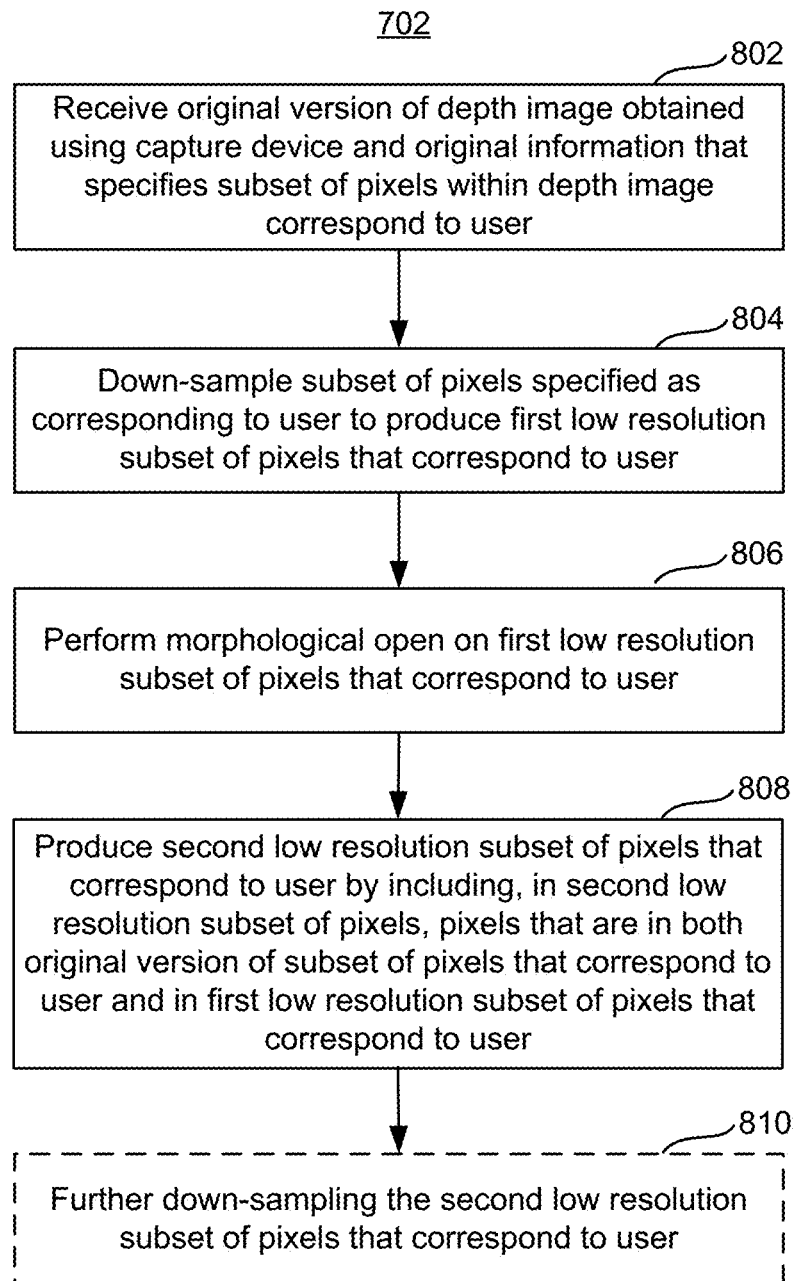 702
802
Receive original version of depth image obtained
using capture device and original information that
specifies subset of pixels within depth image
correspond to user
804
Down-sample subset of pixels specified as
corresponding to user to produce first low resolution
subset of pixels that correspond to user
806
Perform morphological open on first low resolution
subset of pixels that correspond to user
808
Produce second low resolution subset of pixels that
correspond to user by including, in second low
resolution subset of pixels, pixels that are in both
original version of subset of pixels that correspond to
user and in first low resolution subset of pixels that
correspond to user
810
Further down-sampling the second low resolution
subset of pixels that correspond to user